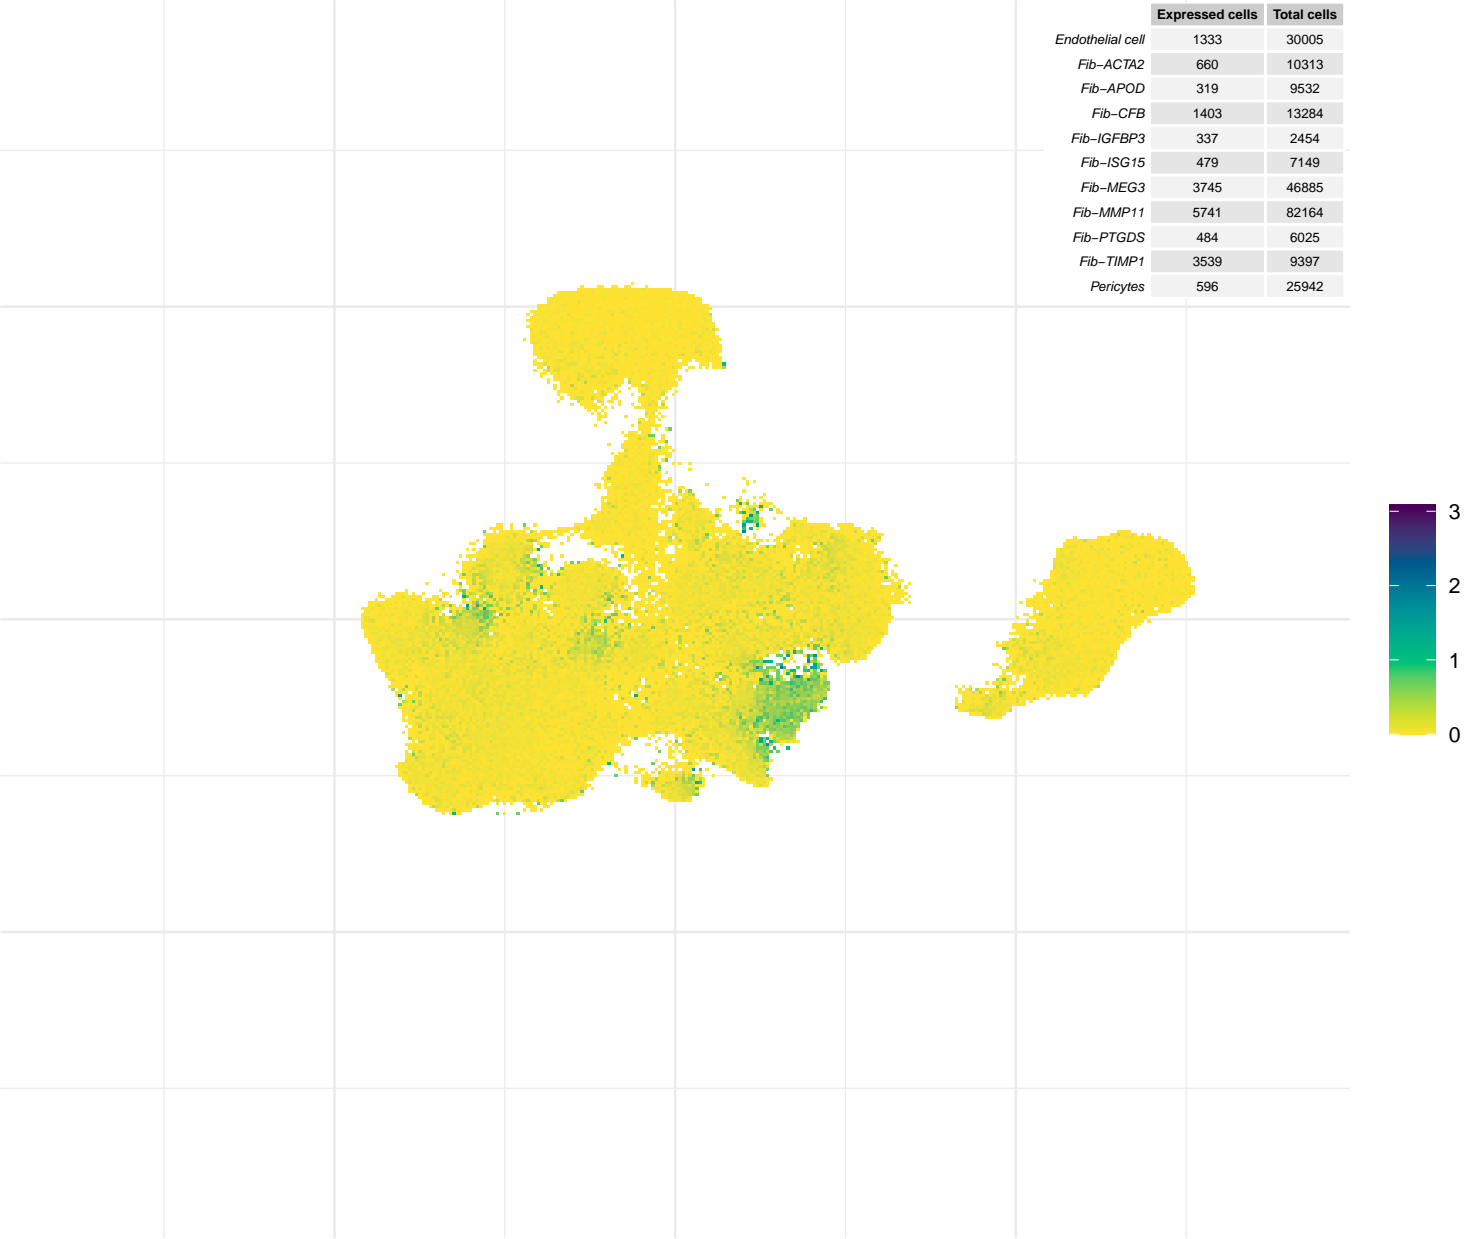 Expressed cells Total cells
Endothelial cell 1333 30005
Fib−ACTA2 660 10313
Fib−APOD 319 9532
Fib−CFB 1403 13284
Fib−IGFBP3 337 2454
Fib−ISG15 479 7149
Fib−MEG3 3745 46885
Fib−MMP11 5741 82164
Fib−PTGDS 484 6025
Fib−TIMP1 3539 9397
Pericytes 596 25942
3
2
1
0